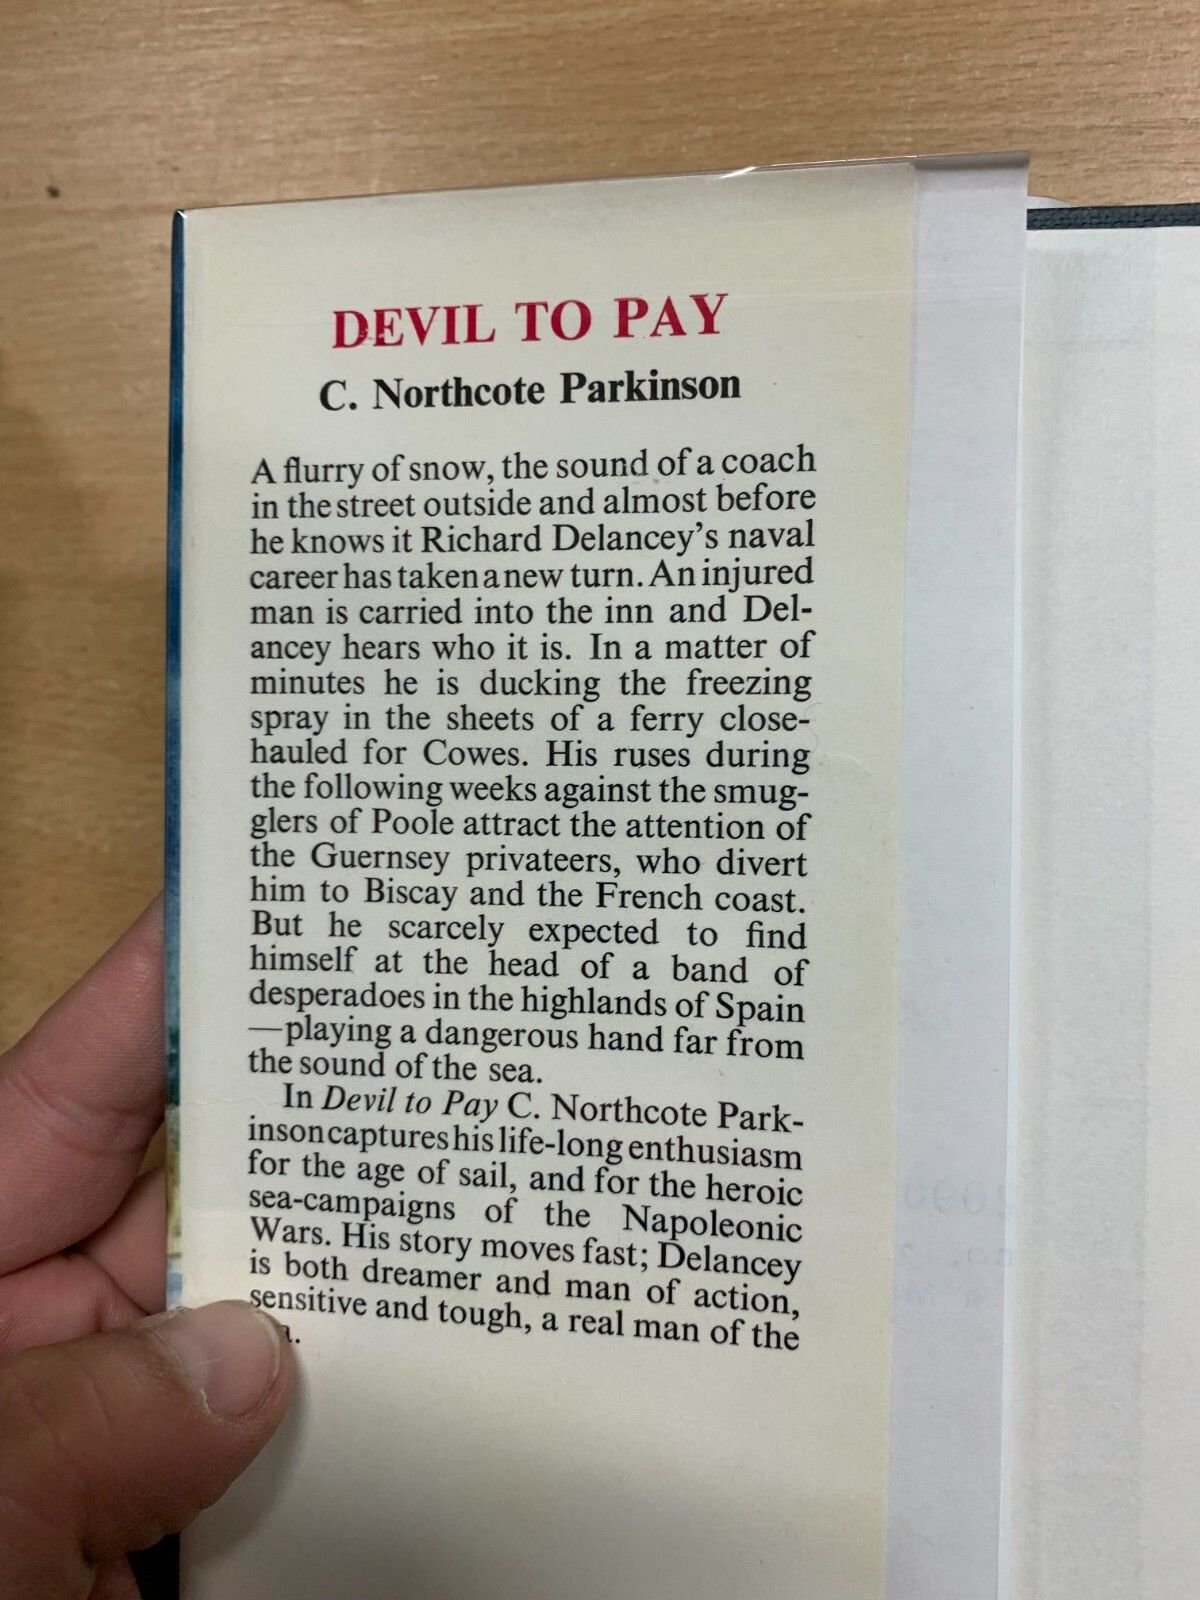 DEVIL TO PAY
C. Northcote Parkinson
A flurry of snow, the sound of a coach
in the street outside and almost before
he knows it Richard Delancey's naval
career has taken a new turn. An injured
man is carried into the inn and Del-
ancey hears who it is. In a matter of
minutes he is ducking the freezing
spray in the sheets of a ferry close-
hauled for Cowes. His ruses during
the following weeks against the smug-
glers of Poole attract the attention of
the Guernsey privateers, who divert
him to Biscay and the French coast.
But he scarcely expected to find
himself at the head of a band of
desperadoes in the highlands of Spain
—playing a dangerous hand far from
the sound of the sea.
In Devil to Pay C. Northcote Park-
inson captures his life-long enthusiasm
for the age of sail, and for the heroic
sea-campaigns of the Napoleonic
Wars. His story moves fast; Delancey
is both dreamer and man of action,
sensitive and tough, a real man of the